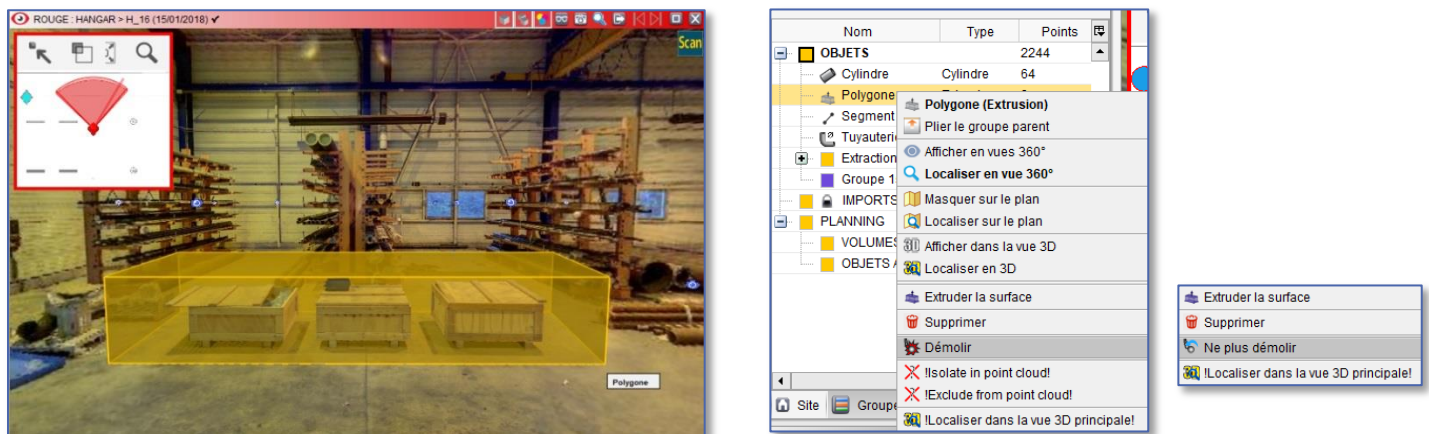 ROUGE : HANGAR > H_16 (15/01/2018) ✔
Scan
Polygone
Nom Type Points
OBJETS 2244
Cylindre Cylindre 64
Polygone
Segment
Tuyauterie
Extraction
Groupe 1
IMPORTS
PLANNING
VOLUMES
OBJETS
Site Groupe
Polygone (Extrusion)
Plier le groupe parent
Afficher en vues 360°
Localiser en vue 360°
Masquer sur le plan
Localiser sur le plan
Afficher dans la vue 3D
Localiser en 3D
Extruder la surface
Supprimer
Démolir
!Isolate in point cloud!
!Exclude from point cloud!
!Localiser dans la vue 3D principale!
Extruder la surface
Supprimer
Ne plus démolir
!Localiser dans la vue 3D principale!